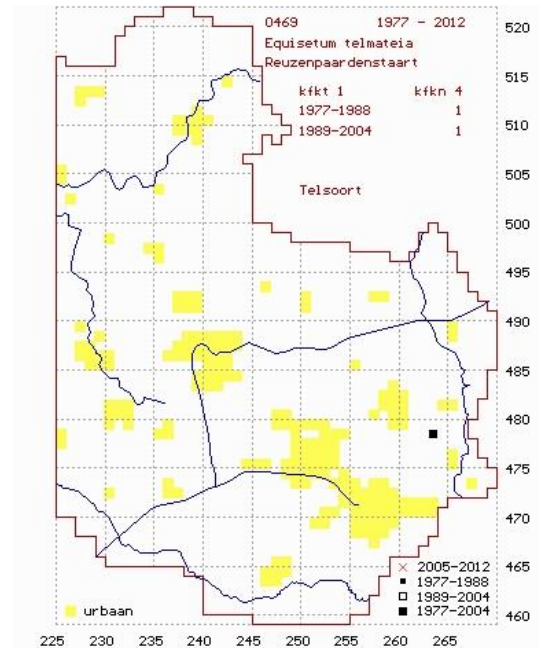 0469 1977 - 2012
Equisetum telmateia
Reuzenpaardenstaart
kfkt 1 kfkn 4
1977-1988 1
1989-2004 1
Telsoort
520
515
510
505
500
495
490
485
480
475
470
465
460
× 2005-2012
1977-1988
1989-2004
1977-2004
urbaan
225 230 235 240 245 250 255 260 265